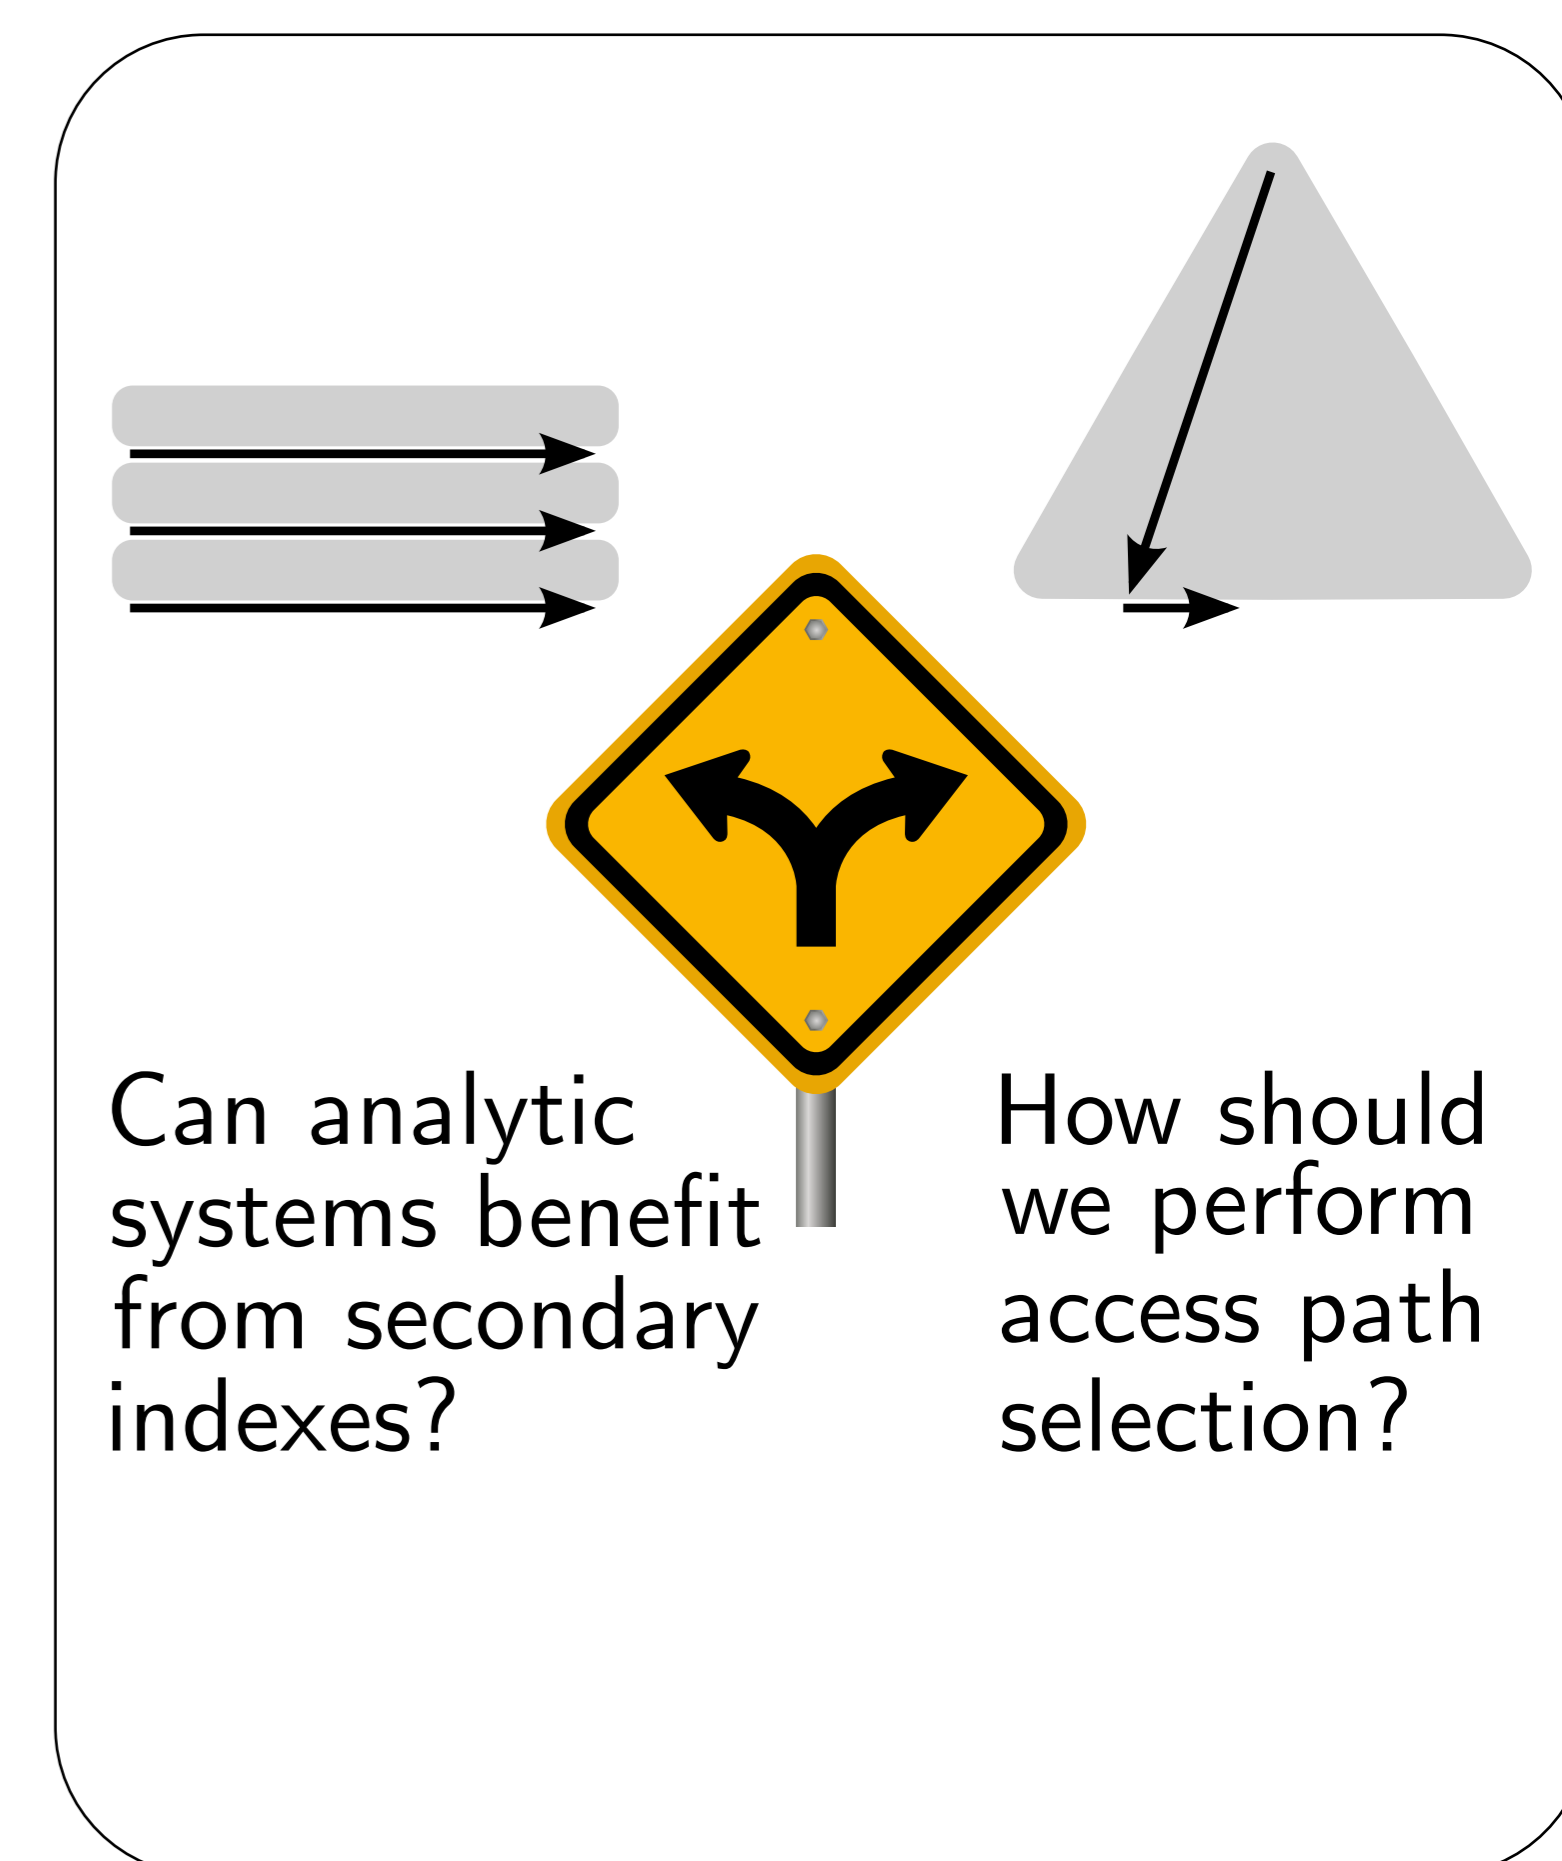 Can analytic
systems benefit
from secondary
indexes?
How should
we perform
access path
selection?